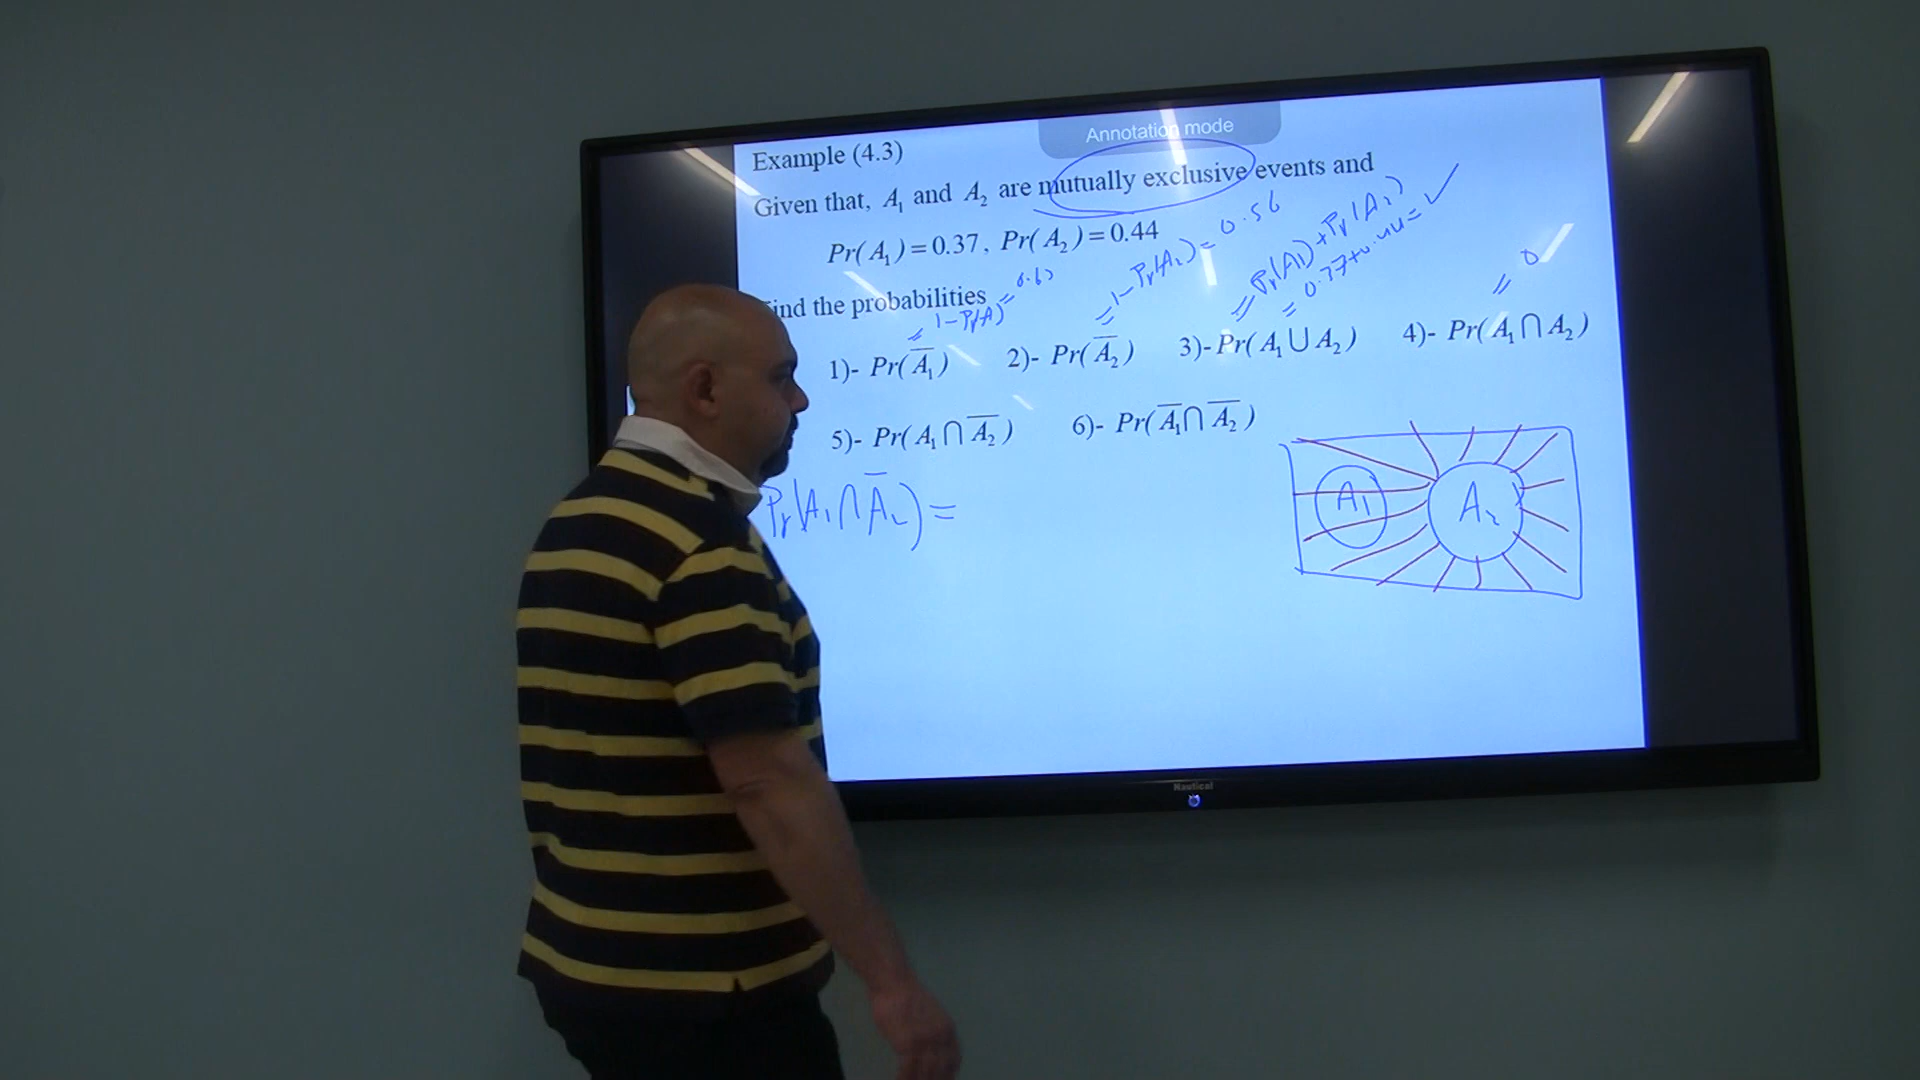 Annotation mode
Example (4.3)
Given that, A₁ and A₂ are mutually exclusive events and
Pr(A₁)=0.37, Pr(A₂)=0.44
ind the probabilities
= 1-Pr(A) = 0.63
= 1-Pr(A₂) = 0.56
= Pr(A₁)+Pr(A₂)
= 0.37+0.44= ✓
= 0
1)- Pr(A̅₁) 2)- Pr(A̅₂) 3)- Pr(A₁∪A₂) 4)- Pr(A₁∩A₂)
5)- Pr(A₁∩A̅₂) 6)- Pr(A̅₁∩A̅₂)
Pr(A₁∩A̅₂)=
A₁ A₂
Nautical